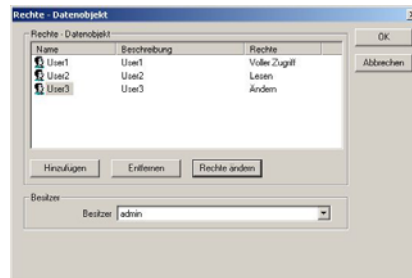 Rechte - Datenobjekt
Rechte - Datenobjekt
Name Beschreibung Rechte
User1 User1 Voller Zugriff
User2 User2 Lesen
User3 User3 Ändern
OK
Abbrechen
Hinzufügen Entfernen Rechte ändern
Besitzer
Besitzer admin